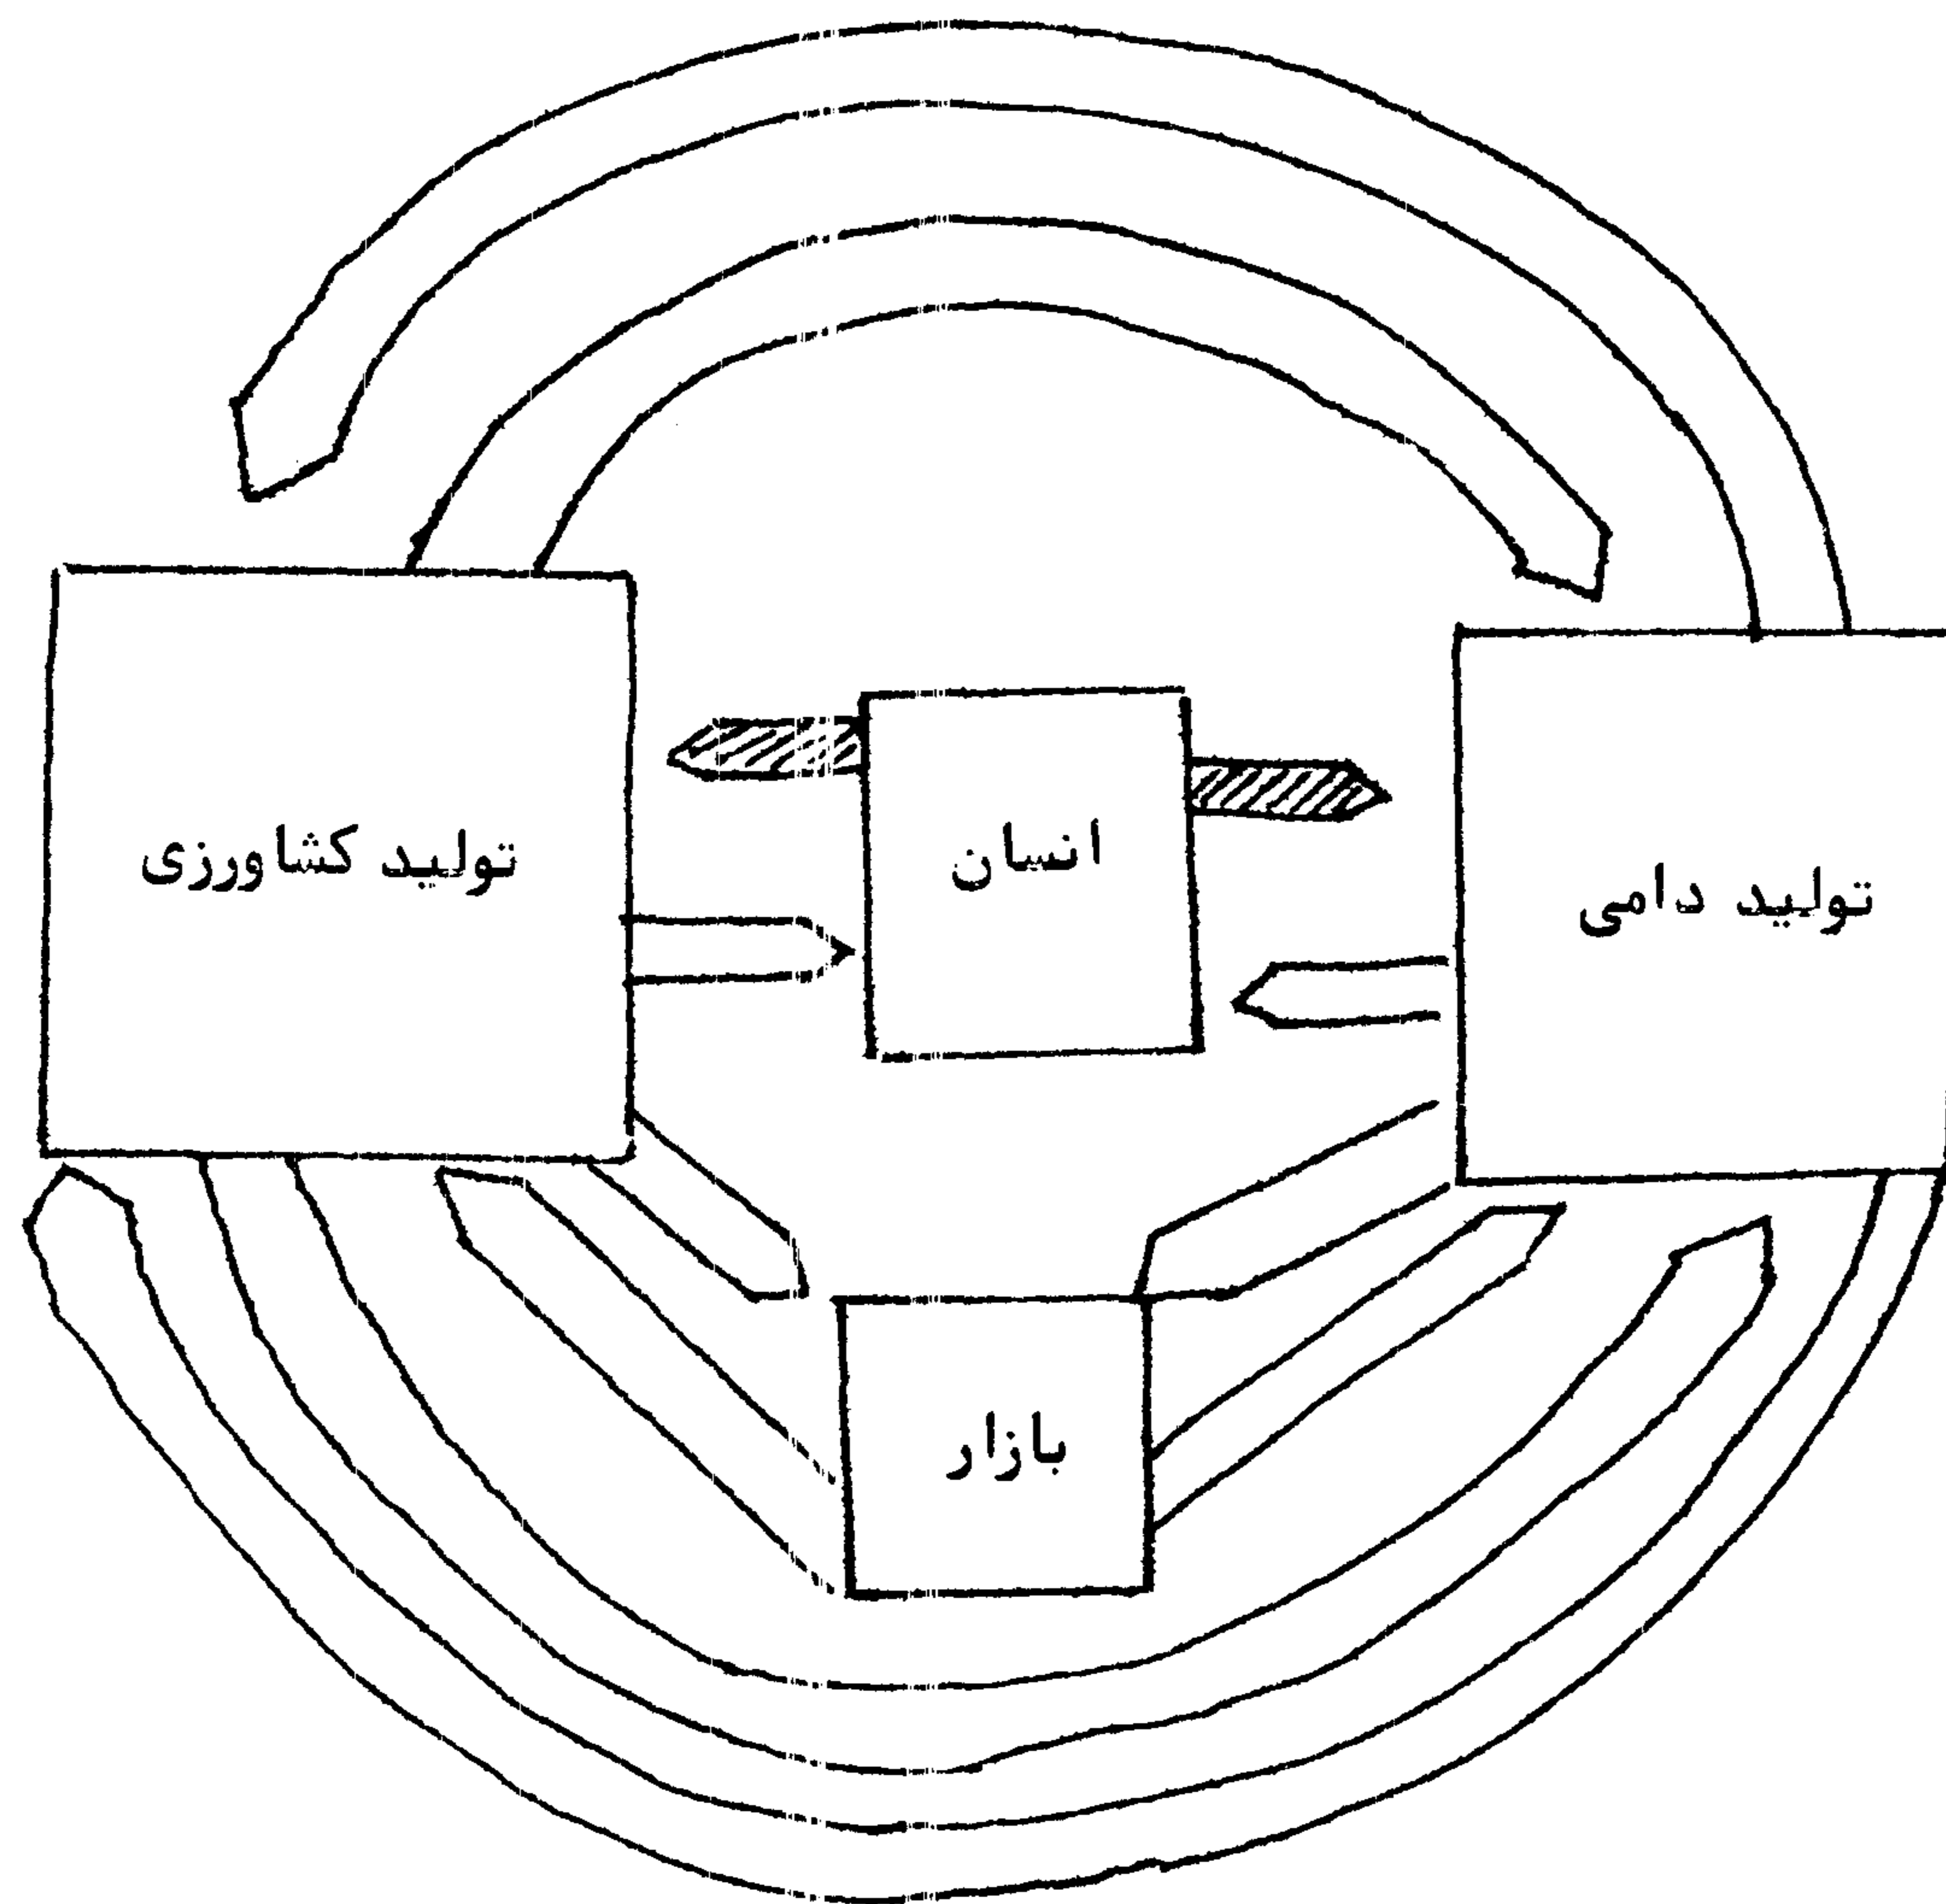 انسان
تولید کشاورزی
تولید دامی
بازار